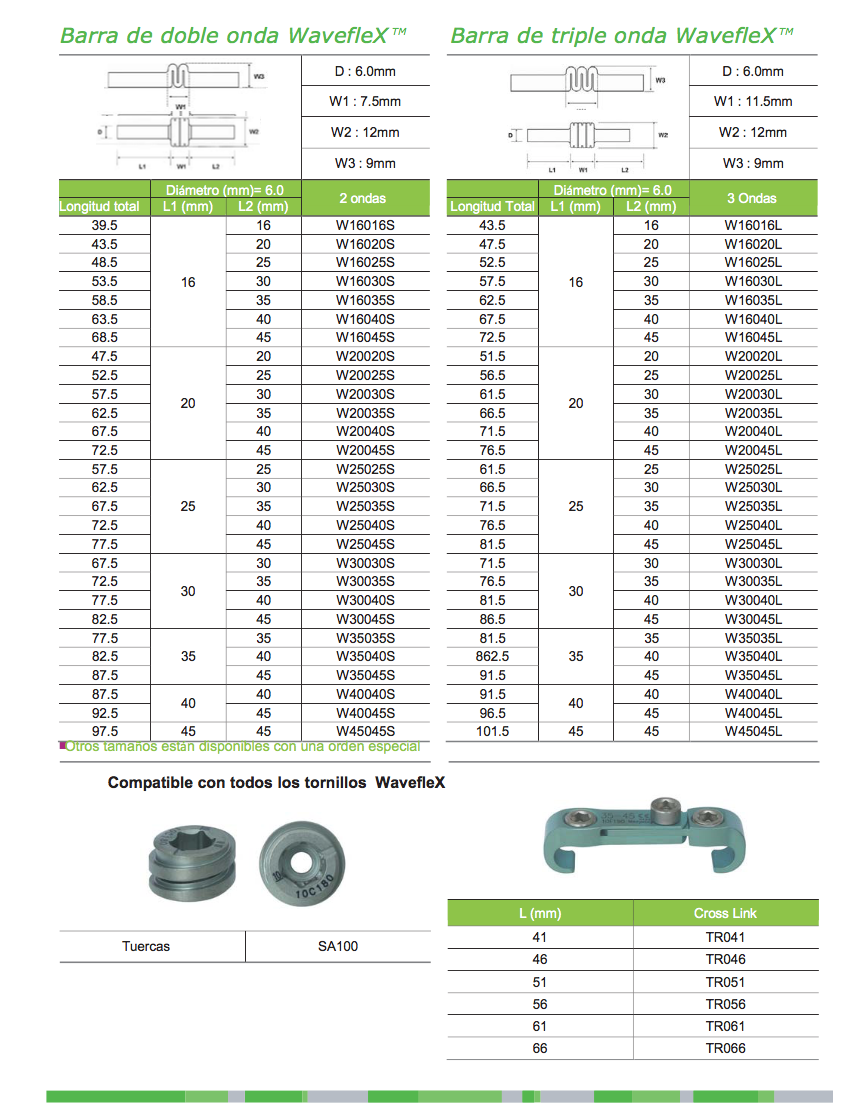 Barra de doble onda WavefleX™
W3
W1
D
W2
L1 W1 L2
D : 6.0mm
W1 : 7.5mm
W2 : 12mm
W3 : 9mm
Diámetro (mm)= 6.0 2 ondas
Longitud total L1 (mm) L2 (mm)
39.5 16 16 W16016S
43.5 20 W16020S
48.5 25 W16025S
53.5 30 W16030S
58.5 35 W16035S
63.5 40 W16040S
68.5 45 W16045S
47.5 20 20 W20020S
52.5 25 W20025S
57.5 30 W20030S
62.5 35 W20035S
67.5 40 W20040S
72.5 45 W20045S
57.5 25 25 W25025S
62.5 30 W25030S
67.5 35 W25035S
72.5 40 W25040S
77.5 45 W25045S
67.5 30 30 W30030S
72.5 35 W30035S
77.5 40 W30040S
82.5 45 W30045S
77.5 35 35 W35035S
82.5 40 W35040S
87.5 45 W35045S
87.5 40 40 W40040S
92.5 45 W40045S
97.5 45 45 W45045S
Otros tamaños están disponibles con una orden especial
Barra de triple onda WavefleX™
W3
D
W2
L1 W1 L2
D : 6.0mm
W1 : 11.5mm
W2 : 12mm
W3 : 9mm
Diámetro (mm)= 6.0 3 Ondas
Longitud Total L1 (mm) L2 (mm)
43.5 16 16 W16016L
47.5 20 W16020L
52.5 25 W16025L
57.5 30 W16030L
62.5 35 W16035L
67.5 40 W16040L
72.5 45 W16045L
51.5 20 20 W20020L
56.5 25 W20025L
61.5 30 W20030L
66.5 35 W20035L
71.5 40 W20040L
76.5 45 W20045L
61.5 25 25 W25025L
66.5 30 W25030L
71.5 35 W25035L
76.5 40 W25040L
81.5 45 W25045L
71.5 30 30 W30030L
76.5 35 W30035L
81.5 40 W30040L
86.5 45 W30045L
81.5 35 35 W35035L
862.5 40 W35040L
91.5 45 W35045L
91.5 40 40 W40040L
96.5 45 W40045L
101.5 45 45 W45045L
Compatible con todos los tornillos WavefleX
10C180
Tuercas SA100
35-45
L (mm) Cross Link
41 TR041
46 TR046
51 TR051
56 TR056
61 TR061
66 TR066